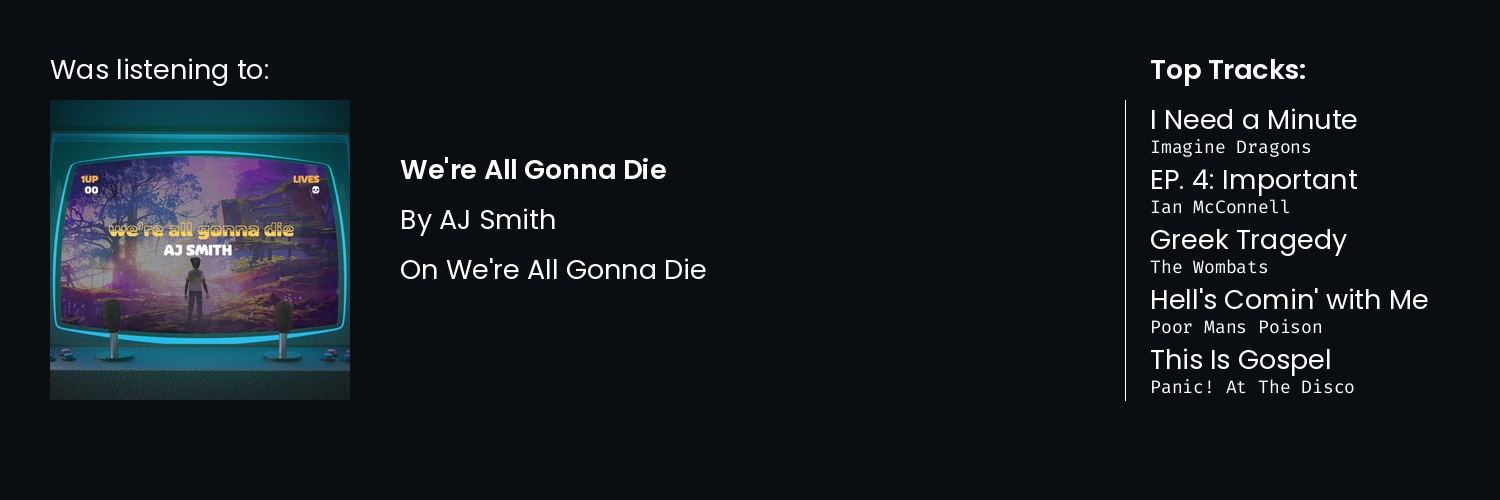 Was listening to:
1UP
00
LIVES
we're all gonna die
AJ SMITH
We're All Gonna Die
By AJ Smith
On We're All Gonna Die
Top Tracks:
I Need a Minute
Imagine Dragons
EP. 4: Important
Ian McConnell
Greek Tragedy
The Wombats
Hell's Comin' with Me
Poor Mans Poison
This Is Gospel
Panic! At The Disco